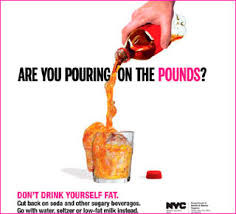 ARE YOU POURING ON THE POUNDS?
DON'T DRINK YOURSELF FAT.
Cut back on soda and other sugary beverages.
Go with water, seltzer or low-fat milk instead.
NYC